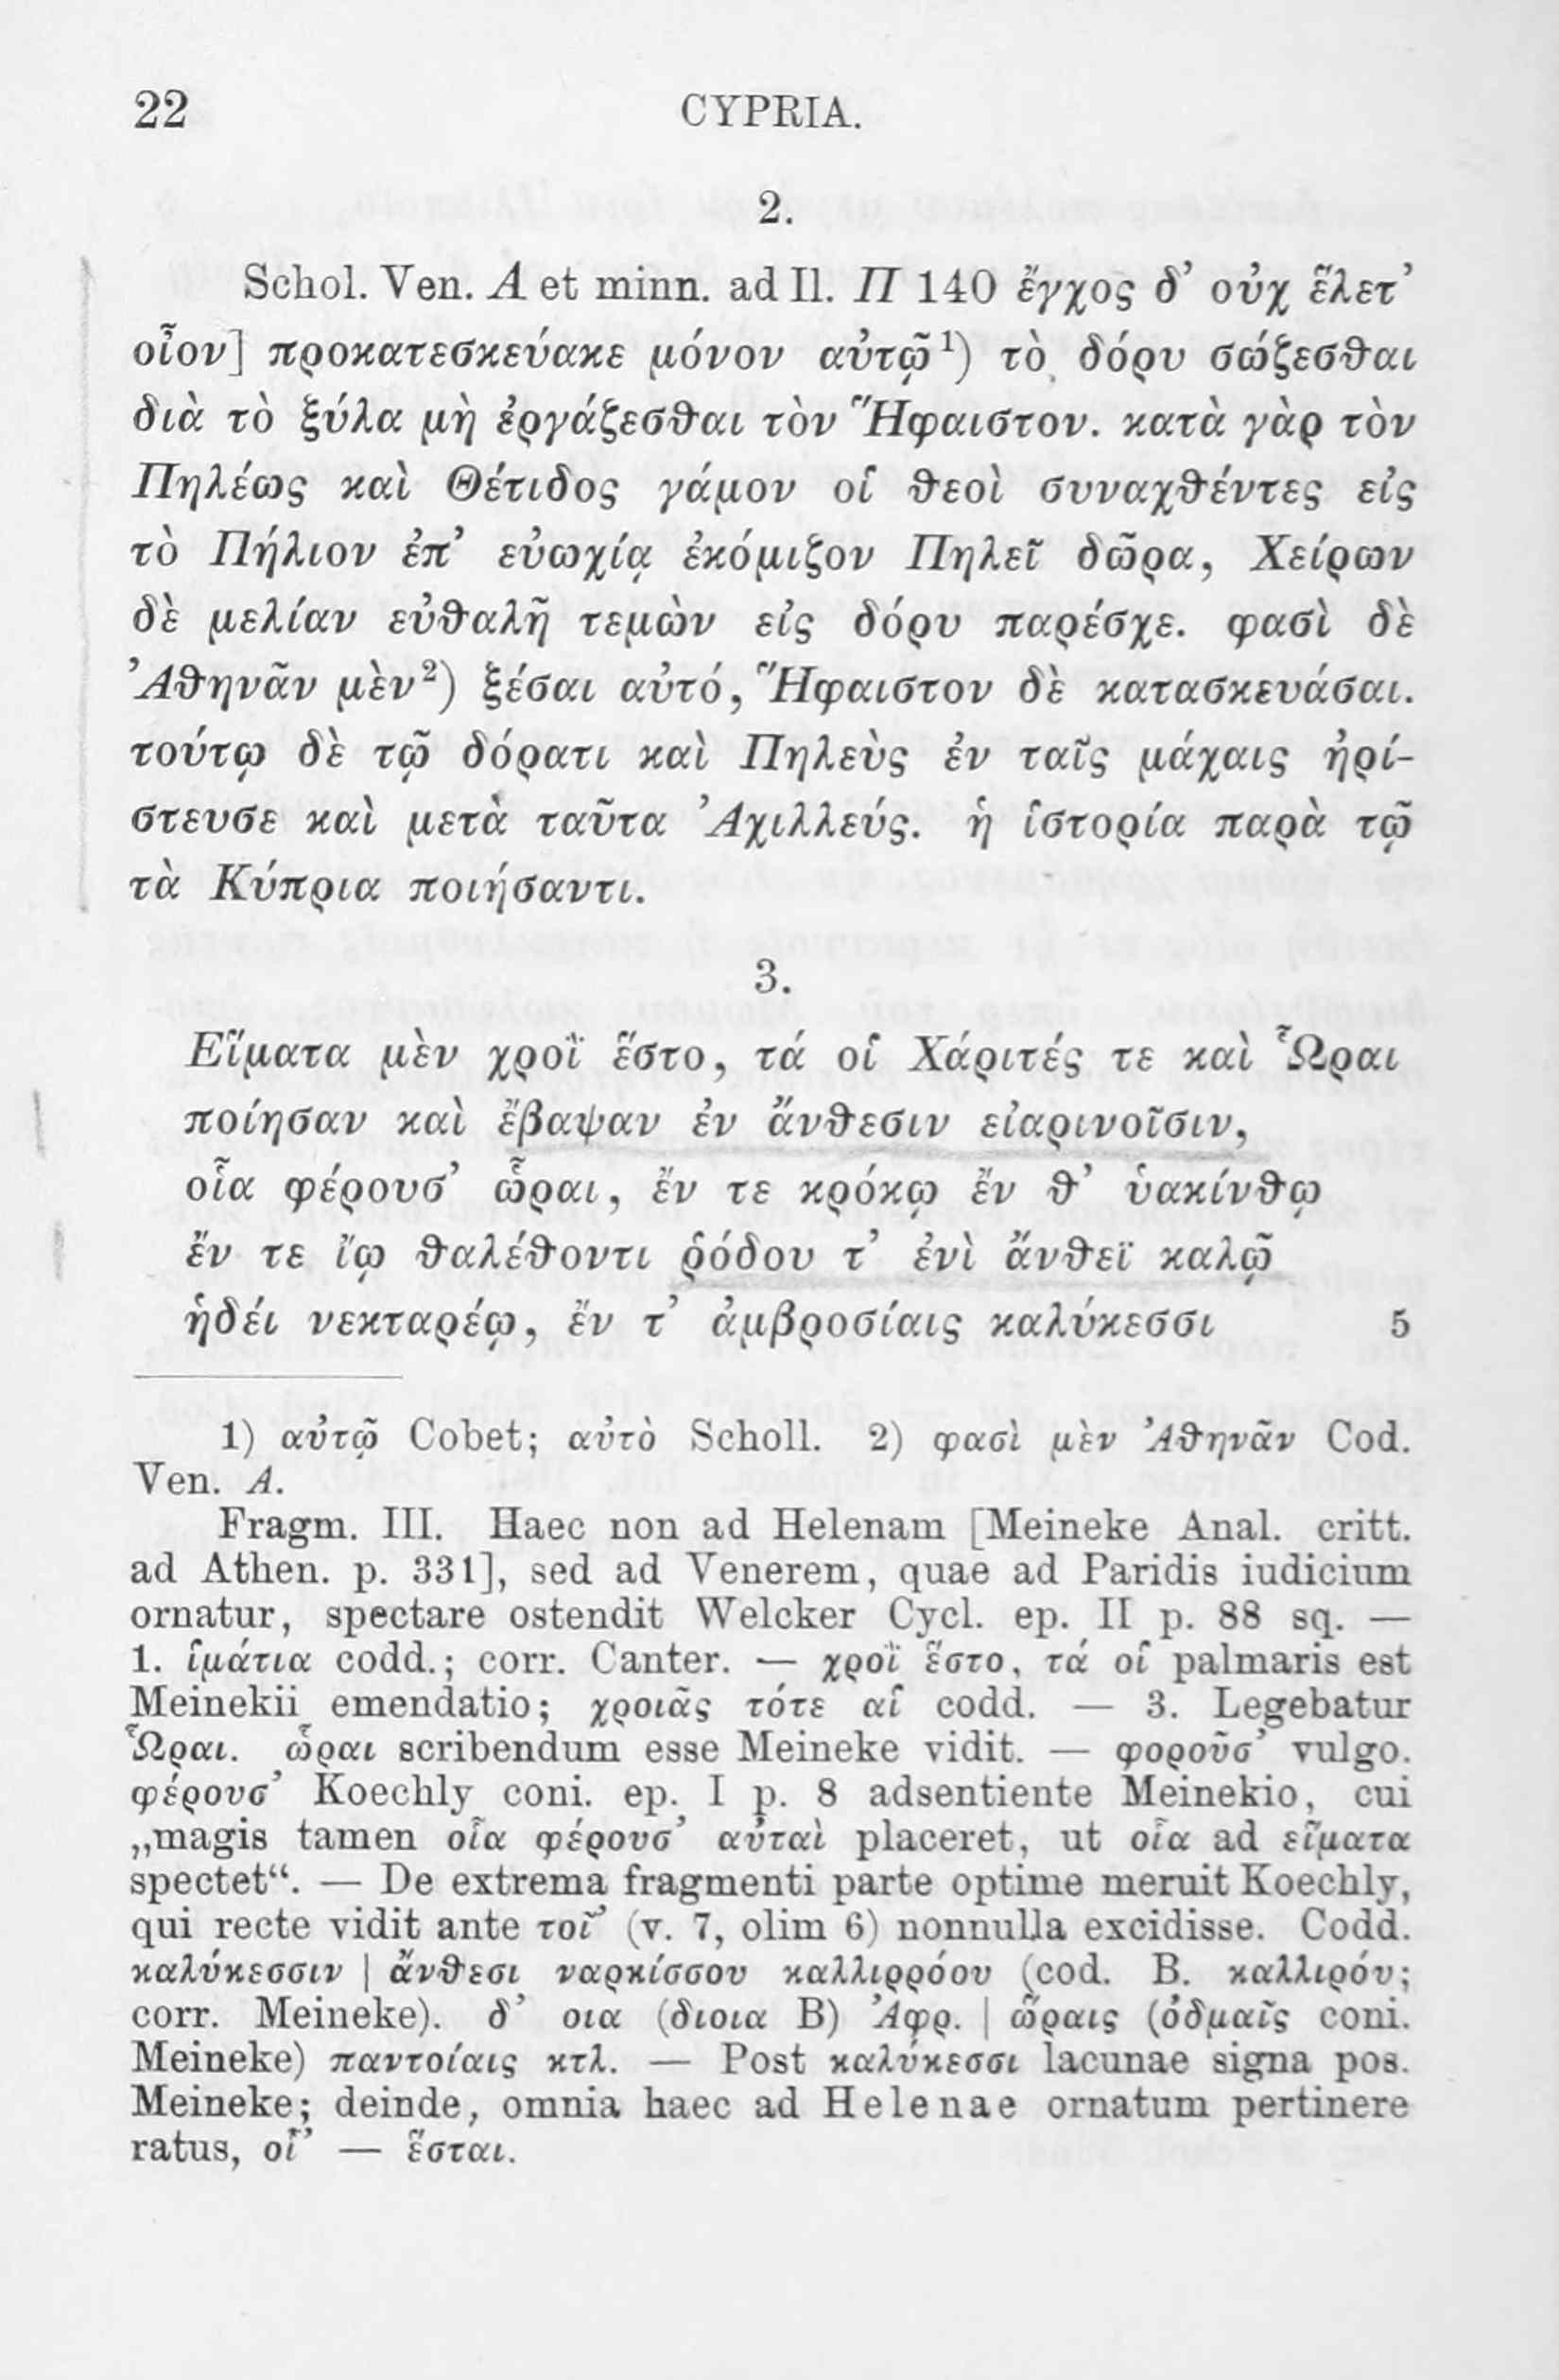 22 CYPRIA.
2.
Schol. Ven. A et minn. ad Il. Π 140 ἔγχος δ’ οὐχ ἕλετ’
οἶον] προκατεσκεύακε μόνον αὐτῷ¹) τὸ δόρυ σώζεσθαι
διὰ τὸ ξύλα μὴ ἐργάζεσθαι τὸν Ἥφαιστον. κατὰ γὰρ τὸν
Πηλέως καὶ Θέτιδος γάμον οἱ θεοὶ συναχθέντες εἰς
τὸ Πήλιον ἐπ’ εὐωχίᾳ ἐκόμιζον Πηλεῖ δῶρα, Χείρων
δὲ μελίαν εὐθαλῆ τεμὼν εἰς δόρυ παρέσχε. φασὶ δὲ
Ἀθηνᾶν μὲν²) ξέσαι αὐτό, Ἥφαιστον δὲ κατασκευάσαι.
τούτῳ δὲ τῷ δόρατι καὶ Πηλεὺς ἐν ταῖς μάχαις ἠρί-
στευσε καὶ μετὰ ταῦτα Ἀχιλλεύς. ἡ ἱστορία παρὰ τῷ
τὰ Κύπρια ποιήσαντι.
3.
Εἵματα μὲν χροῒ ἕστο, τά οἱ Χάριτές τε καὶ Ὧραι
ποίησαν καὶ ἔβαψαν ἐν ἄνθεσιν εἰαρινοῖσιν,
οἷα φέρουσ’ ὧραι, ἔν τε κρόκῳ ἔν θ’ ὑακίνθῳ
ἔν τε ἴῳ θαλέθοντι ῥόδου τ’ ἐνὶ ἄνθεϊ καλῷ
ἡδέι νεκταρέῳ, ἔν τ’ ἀμβροσίαις καλύκεσσι 5
1) αὐτῷ Cobet; αὐτὸ Scholl. 2) φασὶ μὲν Ἀθηνᾶν Cod.
Ven. A.
Fragm. III. Haec non ad Helenam [Meineke Anal. critt.
ad Athen. p. 331], sed ad Venerem, quae ad Paridis iudicium
ornatur, spectare ostendit Welcker Cycl. ep. II p. 88 sq. —
1. ἱμάτια codd.; corr. Canter. — χροῒ ἕστο, τά οἱ palmaris est
Meinekii emendatio; χροιᾶς τότε αἱ codd. — 3. Legebatur
Ὧραι. ὧραι scribendum esse Meineke vidit. — φοροῦσ’ vulgo.
φέρουσ’ Koechly coni. ep. I p. 8 adsentiente Meinekio, cui
„magis tamen οἷα φέρουσ’ αὐταὶ placeret, ut οἷα ad εἵματα
spectet“. — De extrema fragmenti parte optime meruit Koechly,
qui recte vidit ante τοῖ’ (v. 7, olim 6) nonnulla excidisse. Codd.
καλύκεσσιν | ἄνθεσι ναρκίσσου καλλιρρόου (cod. B. καλλιρόυ;
corr. Meineke). δ’ οια (διοια B) Ἀφρ. | ὥραις (ὀδμαῖς coni.
Meineke) παντοίαις κτλ. — Post καλύκεσσι lacunae signa pos.
Meineke; deinde, omnia haec ad Helenae ornatum pertinere
ratus, οἷ’ — ἕσται.